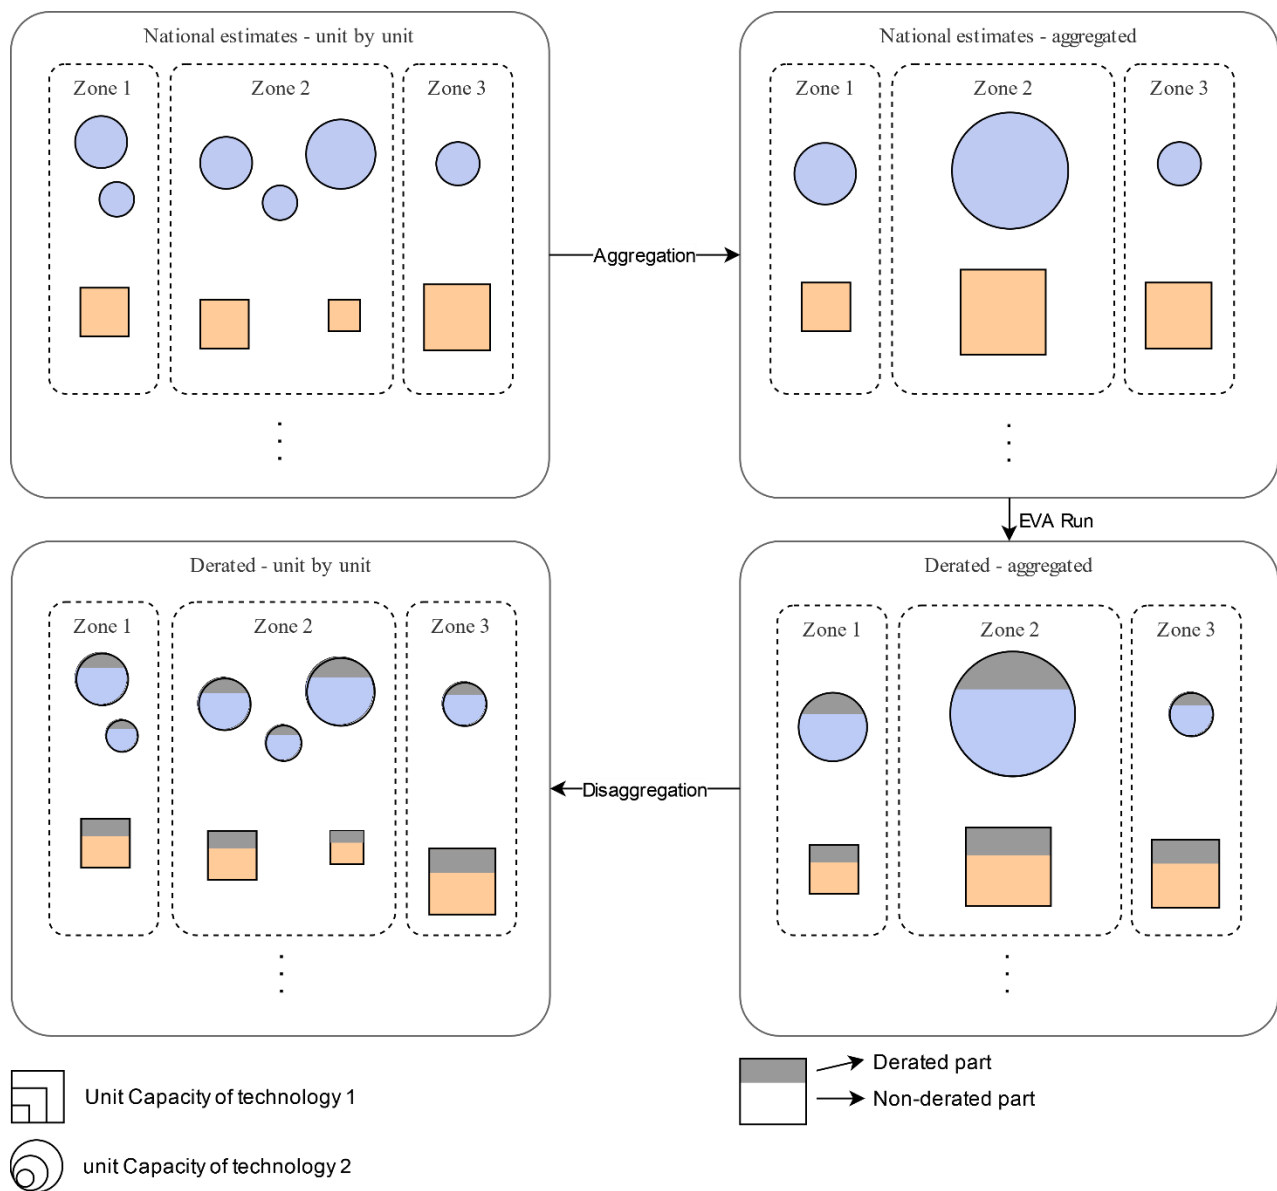 National estimates - unit by unit
Zone 1
Zone 2
Zone 3
Aggregation
National estimates - aggregated
Zone 1
Zone 2
Zone 3
EVA Run
Derated - aggregated
Zone 1
Zone 2
Zone 3
Disaggregation
Derated - unit by unit
Zone 1
Zone 2
Zone 3
Unit Capacity of technology 1
unit Capacity of technology 2
Derated part
Non-derated part